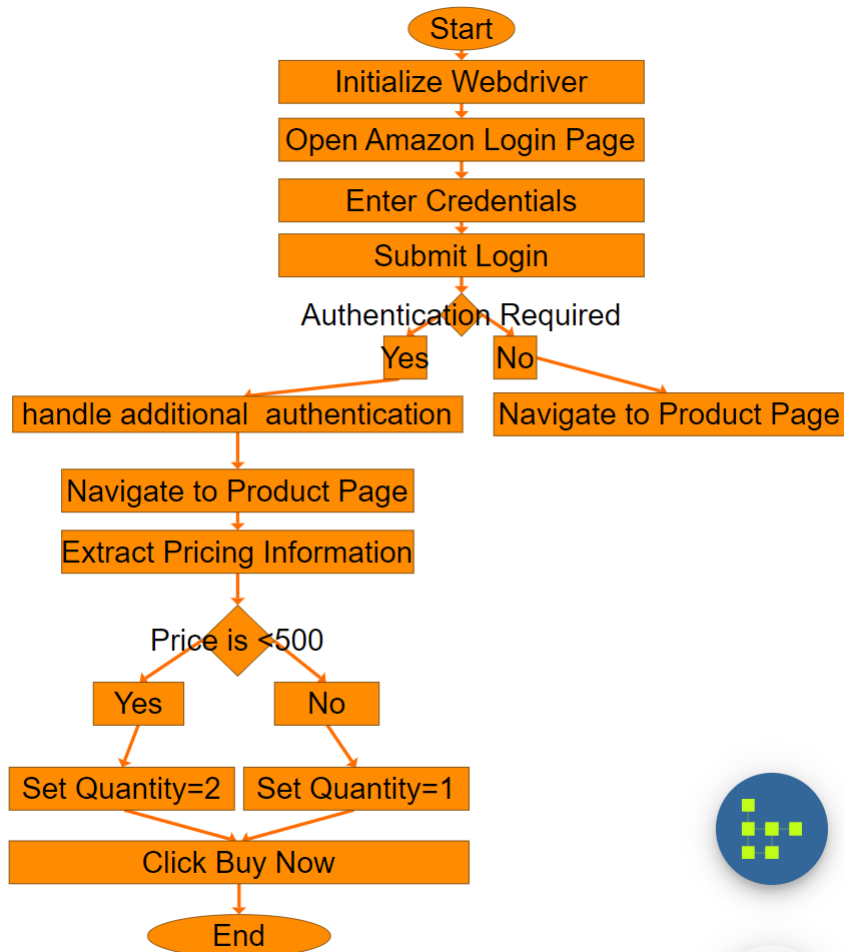 Start
Initialize Webdriver
Open Amazon Login Page
Enter Credentials
Submit Login
Authentication Required
Yes
No
handle additional  authentication
Navigate to Product Page
Navigate to Product Page
Extract Pricing Information
Price is <500
Yes
No
Set Quantity=2
Set Quantity=1
Click Buy Now
End